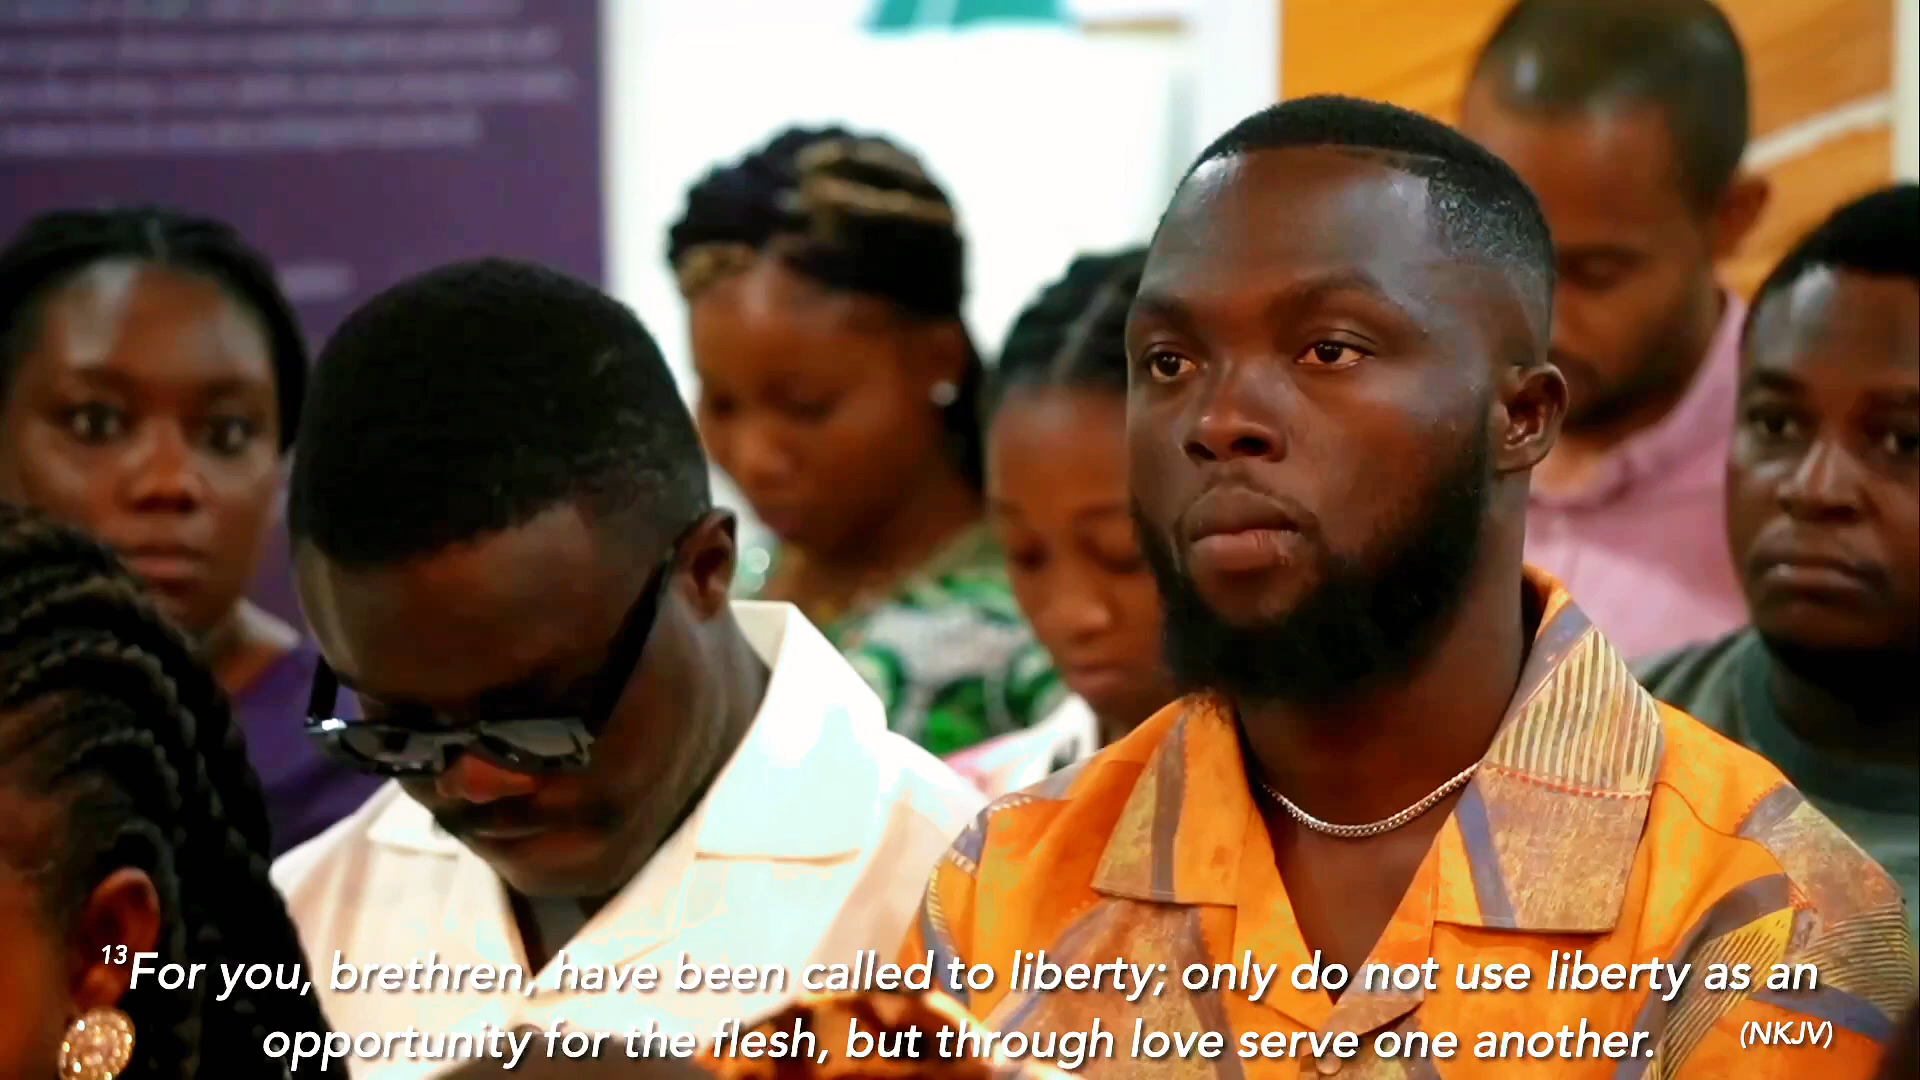 13For you, brethren, have been called to liberty; only do not use liberty as an
opportunity for the flesh, but through love serve one another. (NKJV)